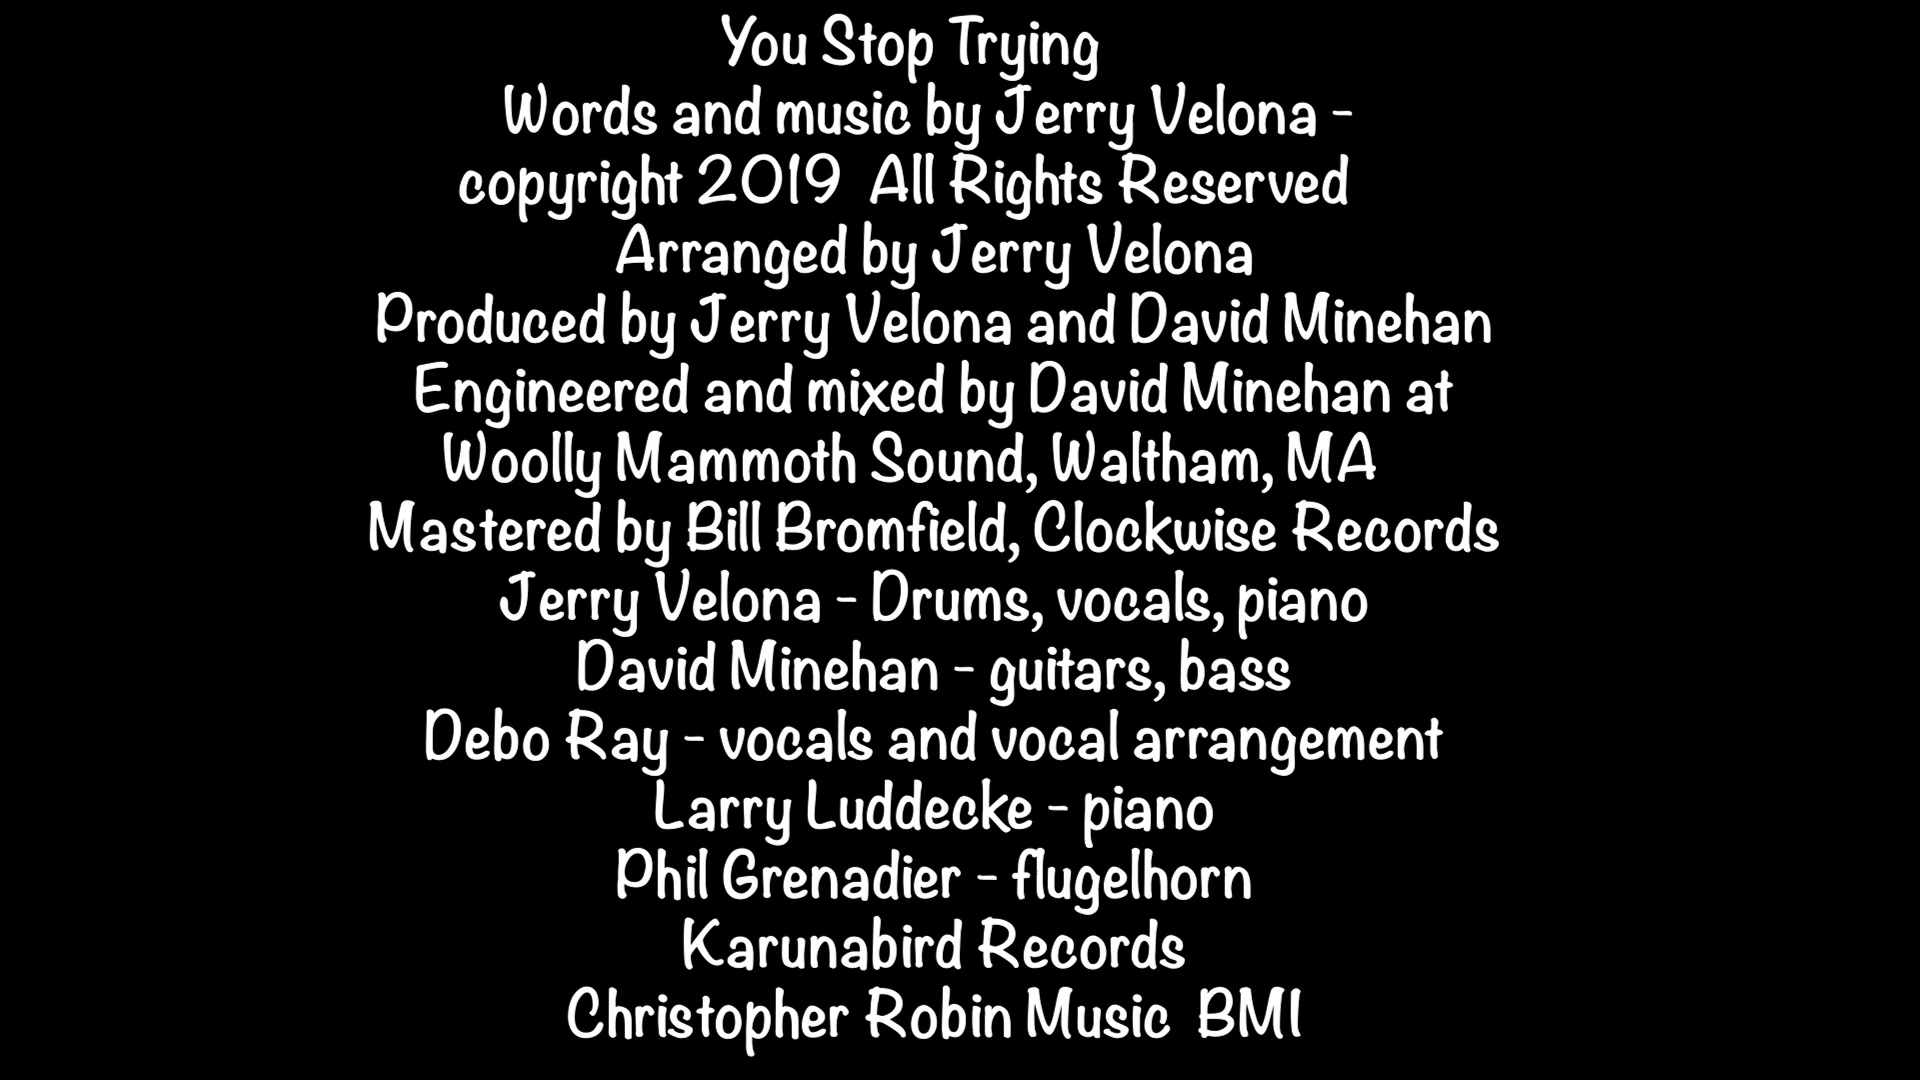 You Stop Trying
Words and music by Jerry Velona -
copyright 2019  All Rights Reserved
Arranged by Jerry Velona
Produced by Jerry Velona and David Minehan
Engineered and mixed by David Minehan at
Woolly Mammoth Sound, Waltham, MA
Mastered by Bill Bromfield, Clockwise Records
Jerry Velona - Drums, vocals, piano
David Minehan - guitars, bass
Debo Ray - vocals and vocal arrangement
Larry Luddecke - piano
Phil Grenadier - flugelhorn
Karunabird Records
Christopher Robin Music  BMI